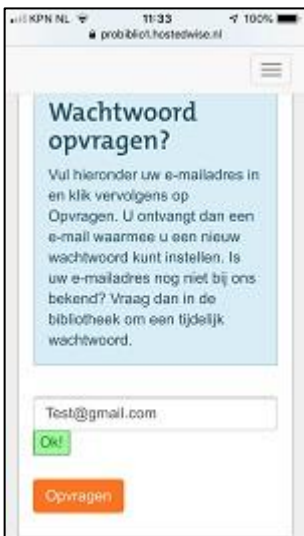 KPN NL 11:33 100%
probiblio1.hostedwise.nl
Wachtwoord
opvragen?
Vul hieronder uw e-mailadres in
en klik vervolgens op
Opvragen. U ontvangt dan een
e-mail waarmee u een nieuw
wachtwoord kunt instellen. Is
uw e-mailadres nog niet bij ons
bekend? Vraag dan in de
bibliotheek om een tijdelijk
wachtwoord.
Test@gmail.com
Ok!
Opvragen